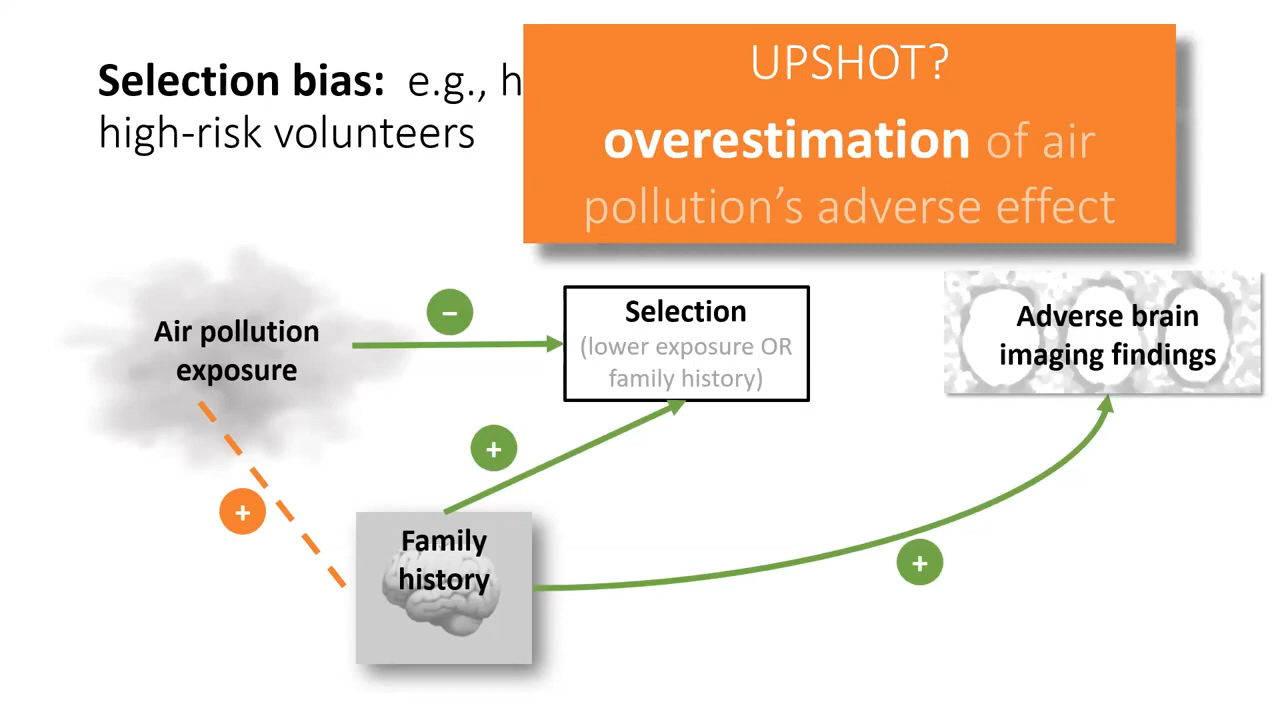 Selection bias: e.g., h
high-risk volunteers
UPSHOT?
overestimation of air
pollution’s adverse effect
Air pollution
exposure
−
Selection
(lower exposure OR
family history)
Adverse brain
imaging findings
+
+
Family
history
+